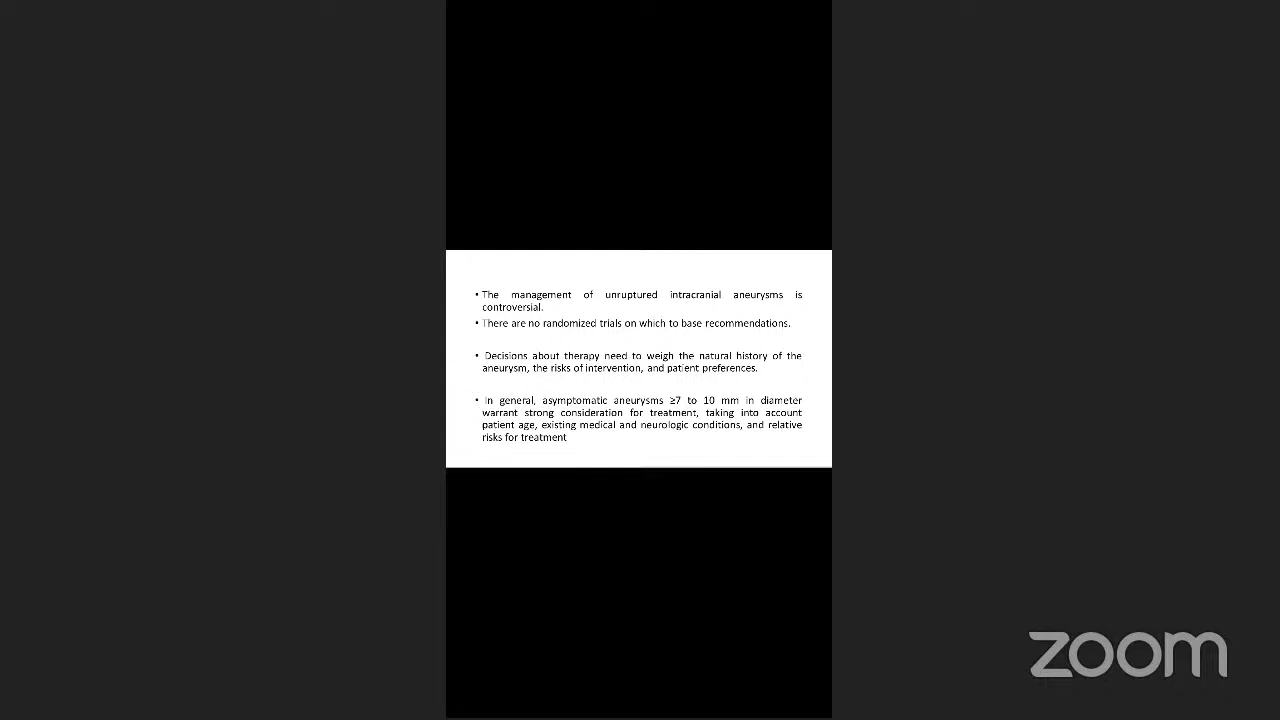 • The management of unruptured intracranial aneurysms is
controversial.
• There are no randomized trials on which to base recommendations.
• Decisions about therapy need to weigh the natural history of the
aneurysm, the risks of intervention, and patient preferences.
• In general, asymptomatic aneurysms ≥7 to 10 mm in diameter
warrant strong consideration for treatment, taking into account
patient age, existing medical and neurologic conditions, and relative
risks for treatment
zoom